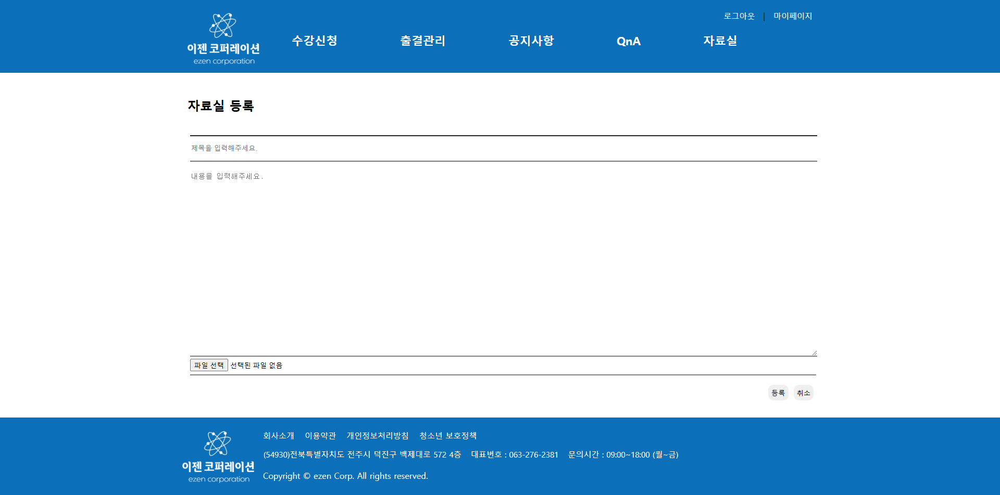 로그아웃 | 마이페이지
이젠 코퍼레이션
ezen corporation
수강신청 출결관리 공지사항 QnA 자료실
자료실 등록
제목을 입력해주세요.
내용을 입력해주세요.
파일 선택 선택된 파일 없음
등록 취소
이젠 코퍼레이션
ezen corporation
회사소개 이용약관 개인정보처리방침 청소년 보호정책
(54930)전북특별자치도 전주시 덕진구 백제대로 572 4층 대표번호 : 063-276-2381 문의시간 : 09:00~18:00 (월~금)
Copyright © ezen Corp. All rights reserved.